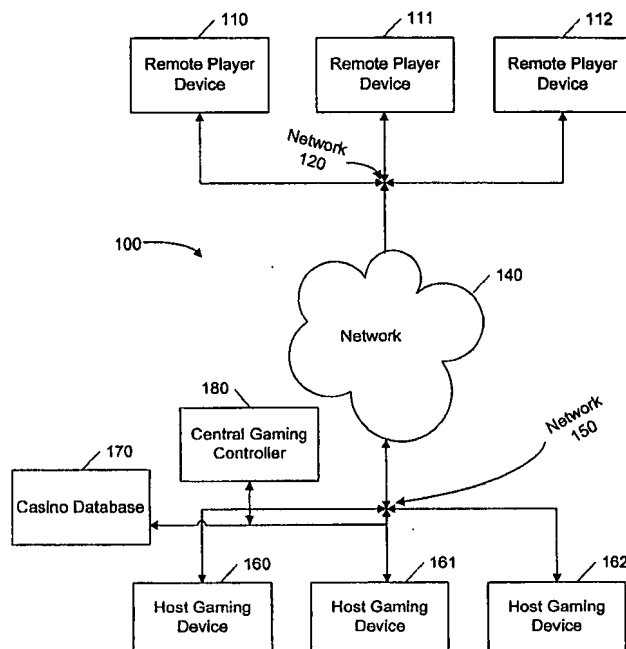 110
111
112
Remote Player
Device
Remote Player
Device
Remote Player
Device
Network
120
100
140
Network
180
Central Gaming
Controller
Network
150
170
Casino Database
160
161
162
Host Gaming
Device
Host Gaming
Device
Host Gaming
Device